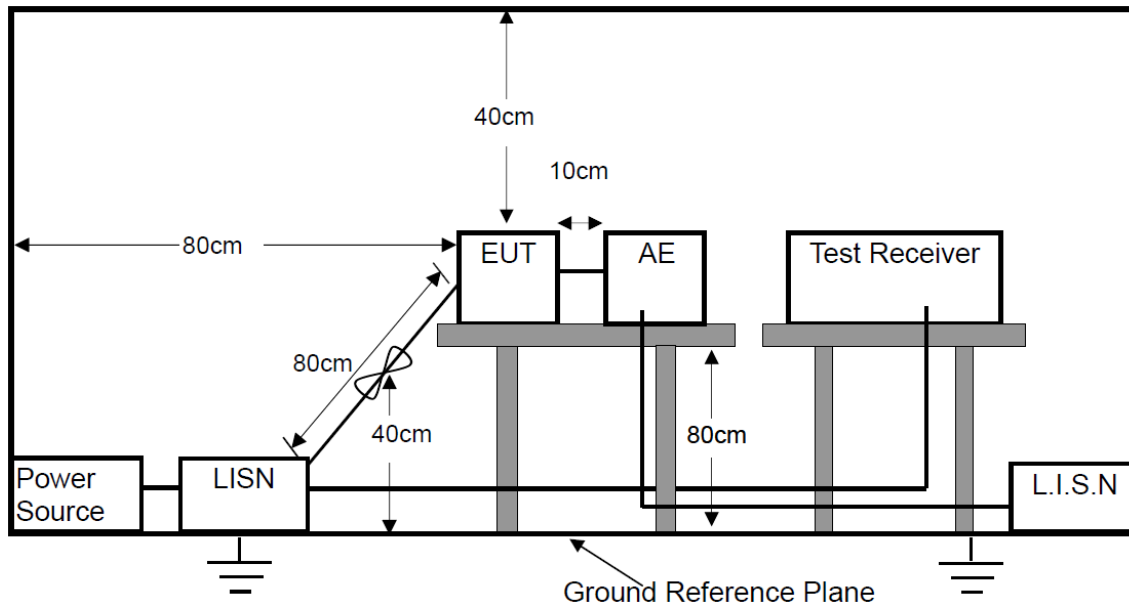 40cm
10cm
80cm
EUT
AE
Test Receiver
80cm
40cm
80cm
Power
Source
LISN
L.I.S.N
Ground Reference Plane